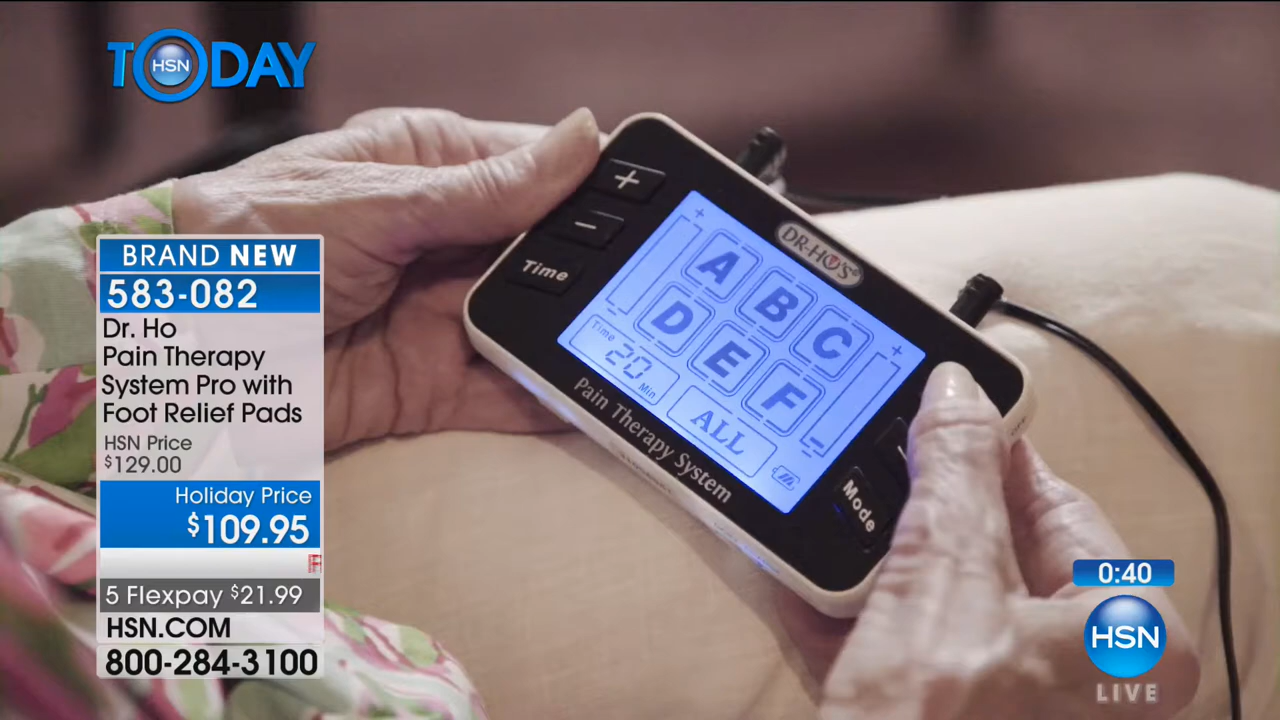 TODAY
HSN
BRAND NEW
583-082
Dr. Ho
Pain Therapy
System Pro with
Foot Relief Pads
HSN Price
$129.00
Holiday Price
$109.95
5 Flexpay $21.99
HSN.COM
800-284-3100
+
−
Time
DR-HO'S®
+
+
A B C
D E F
−
−
Time
20
Min
ALL
Pain Therapy System
Mode
0:40
HSN
LIVE